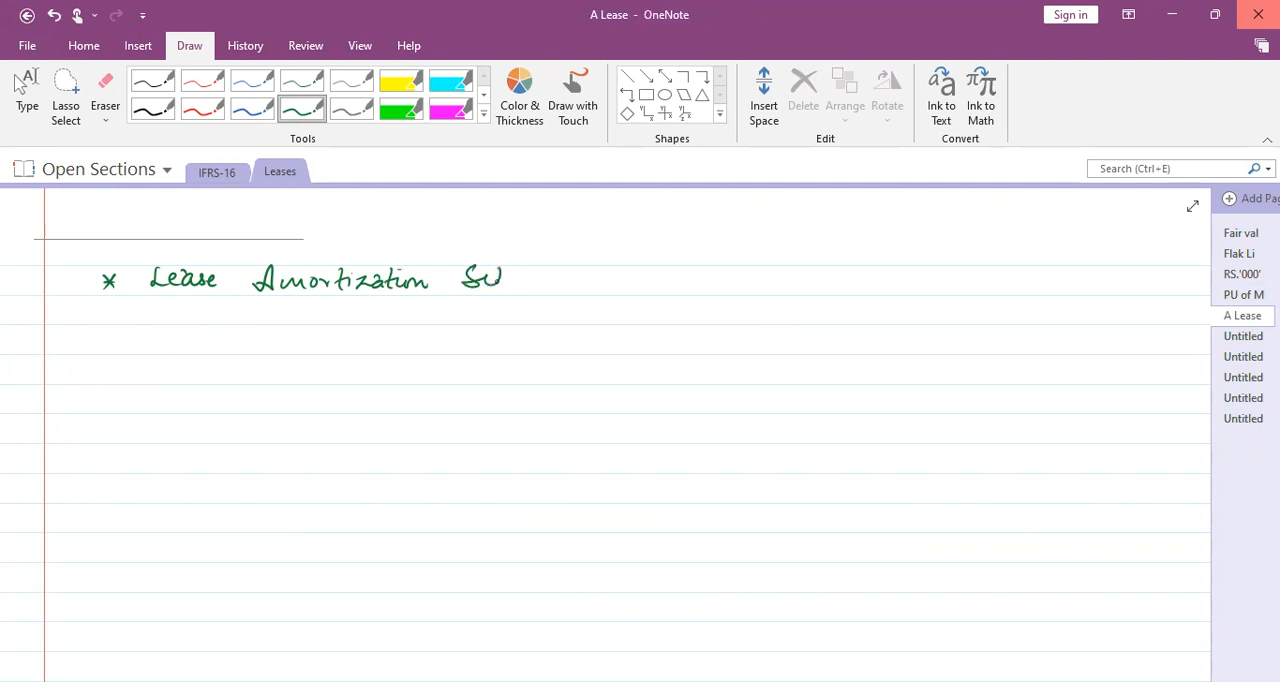 A Lease - OneNote
Sign in
File Home Insert Draw History Review View Help
Type
Lasso Select
Eraser
Color & Thickness
Draw with Touch
Insert Space
Delete
Arrange
Rotate
Ink to Text
Ink to Math
Tools
Shapes
Edit
Convert
Open Sections
IFRS-16
Leases
Search (Ctrl+E)
Add Pag
Fair val
Flak Li
RS.'000'
PU of M
A Lease
Untitled
Untitled
Untitled
Untitled
Untitled
* Lease Amortization